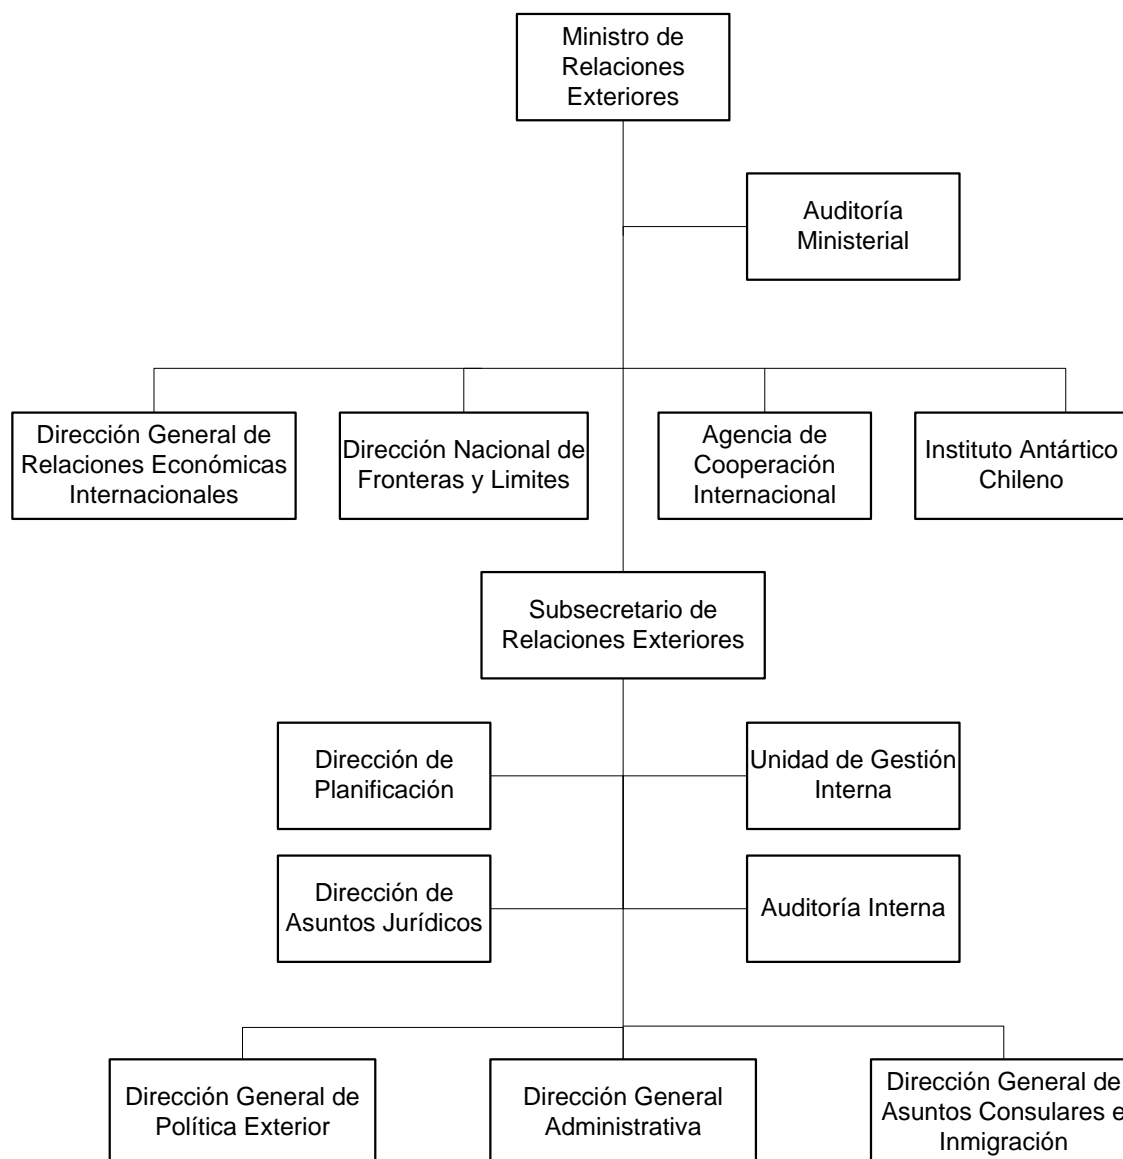 Ministro de
Relaciones
Exteriores
Auditoría
Ministerial
Dirección General de
Relaciones Económicas
Internacionales
Dirección Nacional de
Fronteras y Limites
Agencia de
Cooperación
Internacional
Instituto Antártico
Chileno
Subsecretario de
Relaciones Exteriores
Dirección de
Planificación
Unidad de Gestión
Interna
Dirección de
Asuntos Jurídicos
Auditoría Interna
Dirección General de
Política Exterior
Dirección General
Administrativa
Dirección General de
Asuntos Consulares e
Inmigración